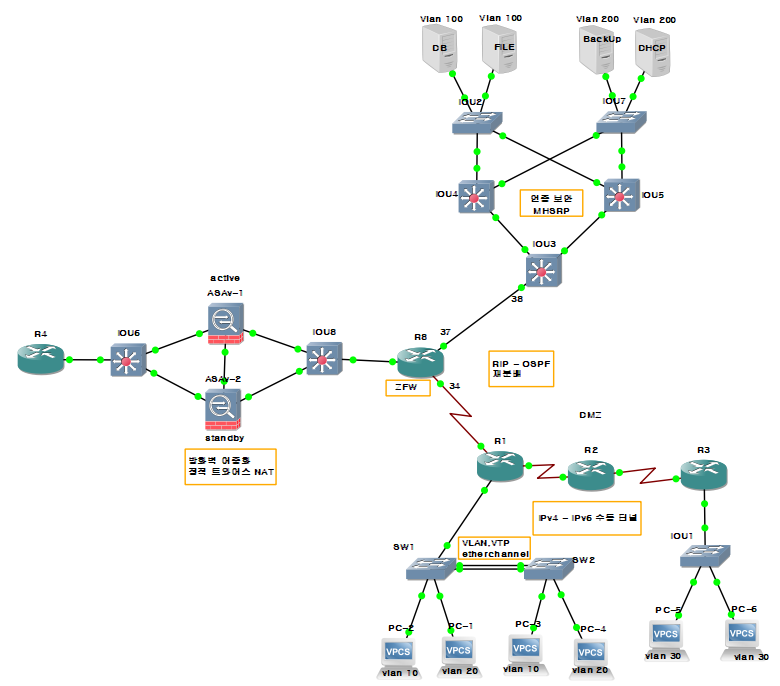 Vlan 100
Vlan 100
Vlan 200
Vlan 200
DB
FILE
BackUp
DHCP
IOU2
IOU7
IOU4
IOU5
MHSRP
IOU3
38
active
ASAv-1
R4
IOU6
IOU8
R8
37
ZFW
34
RIP - OSPF
재분배
ASAv-2
standby
방화벽 이중화
정적 트와이스 NAT
DMZ
R1
R2
R3
IPv4 - IPv6 수동 터널
IOU1
VLAN,VTP
etherchannel
SW1
SW2
PC-2
PC-1
PC-3
PC-4
PC-5
PC-6
VPCS
VPCS
VPCS
VPCS
VPCS
VPCS
vlan 10
vlan 20
vlan 10
vlan 20
vlan 30
vlan 30